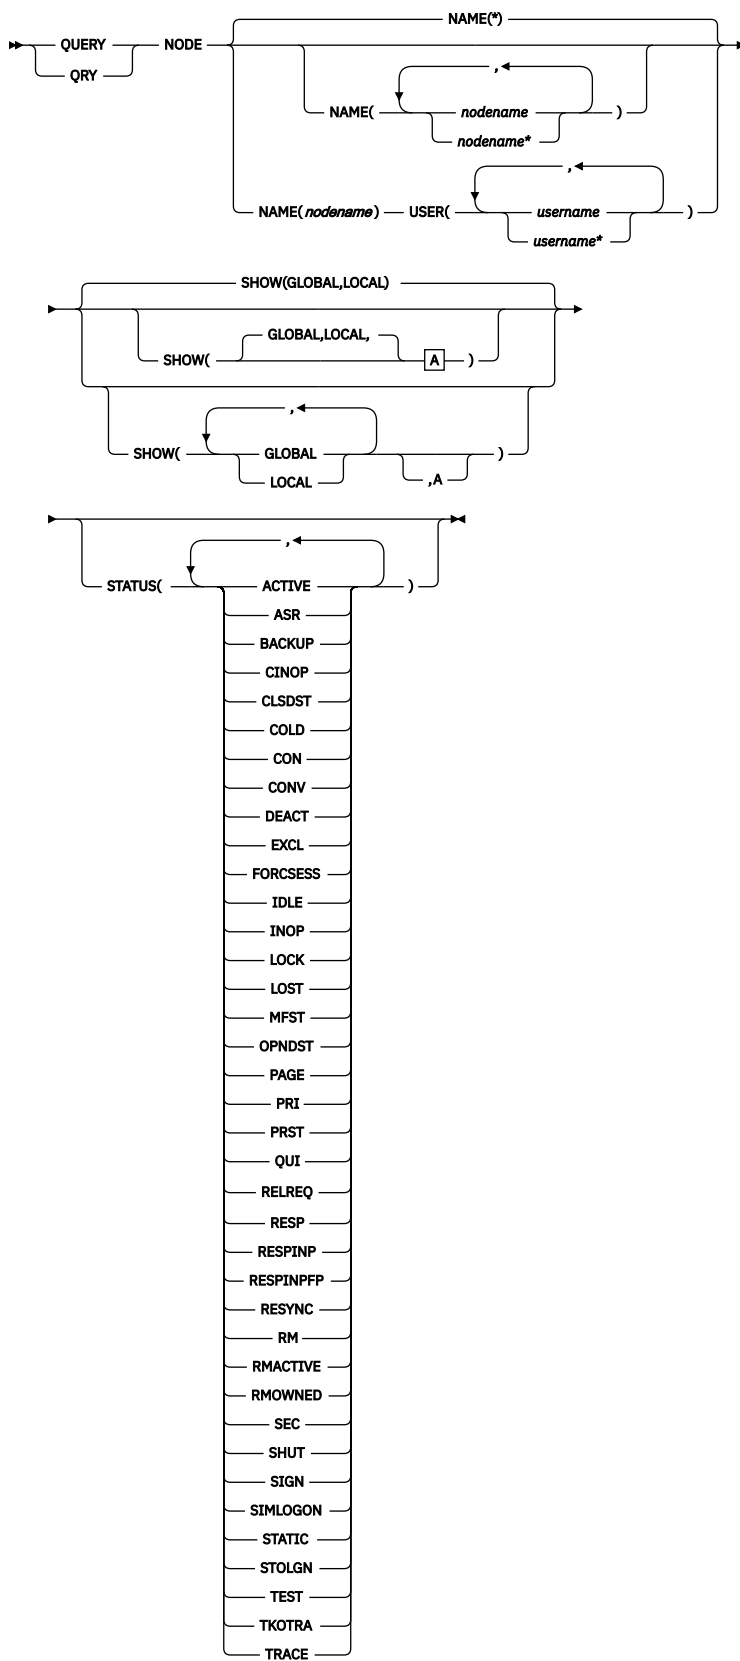 NAME(*)
QUERY NODE
QRY
,
NAME( nodename )
nodename*
,
NAME(nodename) USER( username )
username*
SHOW(GLOBAL,LOCAL)
GLOBAL,LOCAL,
SHOW( A )
,
SHOW( GLOBAL )
LOCAL ,A
,
STATUS( ACTIVE )
ASR
BACKUP
CINOP
CLSDST
COLD
CON
CONV
DEACT
EXCL
FORCSESS
IDLE
INOP
LOCK
LOST
MFST
OPNDST
PAGE
PRI
PRST
QUI
RELREQ
RESP
RESPINP
RESPINPFP
RESYNC
RM
RMACTIVE
RMOWNED
SEC
SHUT
SIGN
SIMLOGON
STATIC
STOLGN
TEST
TKOTRA
TRACE